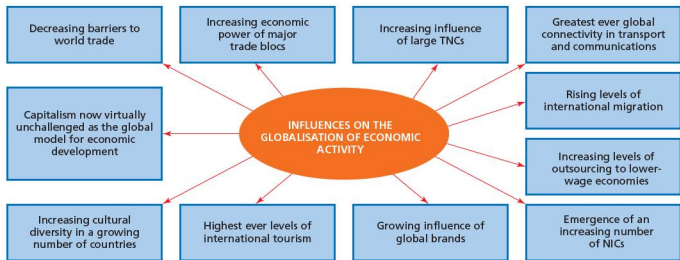 Decreasing barriers to
world trade
Increasing economic
power of major
trade blocs
Increasing influence
of large TNCs
Greatest ever global
connectivity in transport
and communications
Capitalism now virtually
unchallenged as the global
model for economic
development
INFLUENCES ON THE
GLOBALISATION OF ECONOMIC
ACTIVITY
Rising levels of
international migration
Increasing levels of
outsourcing to lower-
wage economies
Increasing cultural
diversity in a growing
number of countries
Highest ever levels of
international tourism
Growing influence of
global brands
Emergence of an
increasing number
of NICs